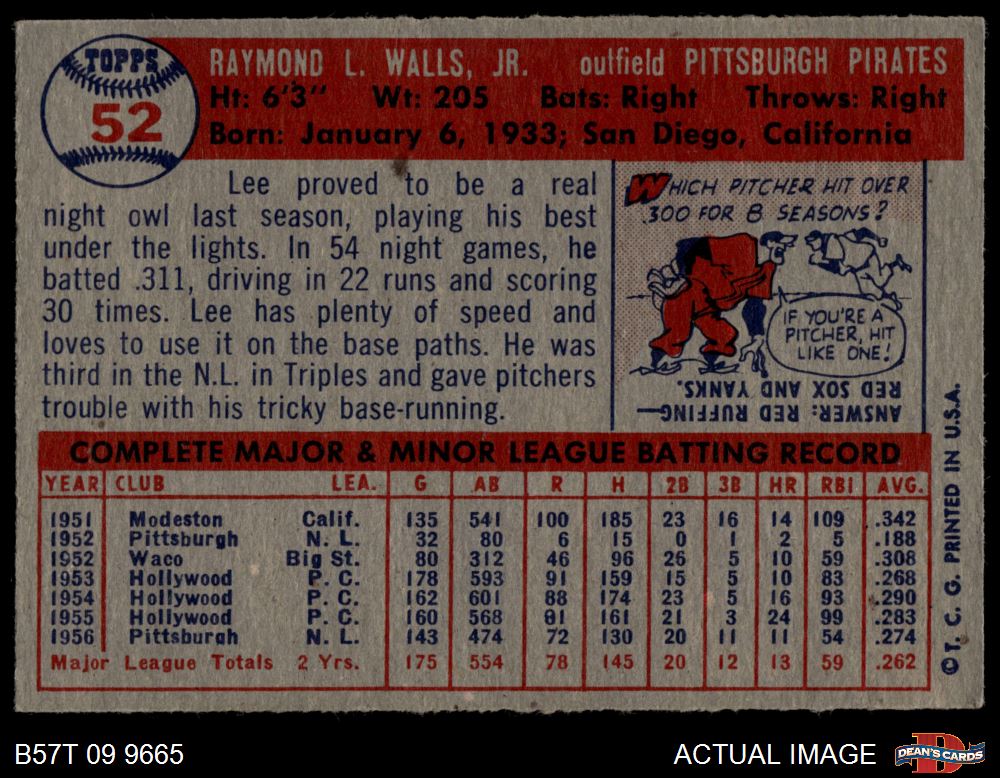 TOPPS
52
RAYMOND L. WALLS, JR. outfield PITTSBURGH PIRATES
Ht: 6'3" Wt: 205 Bats: Right Throws: Right
Born: January 6, 1933; San Diego, California
Lee proved to be a real
night owl last season, playing his best
under the lights. In 54 night games, he
batted .311, driving in 22 runs and scoring
30 times. Lee has plenty of speed and
loves to use it on the base paths. He was
third in the N.L. in Triples and gave pitchers
trouble with his tricky base-running.
WHICH PITCHER HIT OVER
.300 FOR 8 SEASONS?
IF YOU'RE A
PITCHER, HIT
LIKE ONE!
ANSWER: RED RUFFING—
RED SOX AND YANKS.
COMPLETE MAJOR & MINOR LEAGUE BATTING RECORD
YEAR CLUB LEA. G AB R H 2B 3B HR RBI AVG.
1951 Modeston Calif. 135 541 100 185 23 16 14 109 .342
1952 Pittsburgh N. L. 32 80 6 15 0 1 2 5 .188
1952 Waco Big St. 80 312 46 96 26 5 10 59 .308
1953 Hollywood P. C. 178 593 91 159 15 5 10 83 .268
1954 Hollywood P. C. 162 601 88 174 23 5 16 93 .290
1955 Hollywood P. C. 160 568 81 161 21 3 24 99 .283
1956 Pittsburgh N. L. 143 474 72 130 20 11 11 54 .274
Major League Totals 2 Yrs. 175 554 78 145 20 12 13 59 .262
© T. C. G. PRINTED IN U.S.A.
B57T 09 9665
ACTUAL IMAGE
DEAN'S CARDS